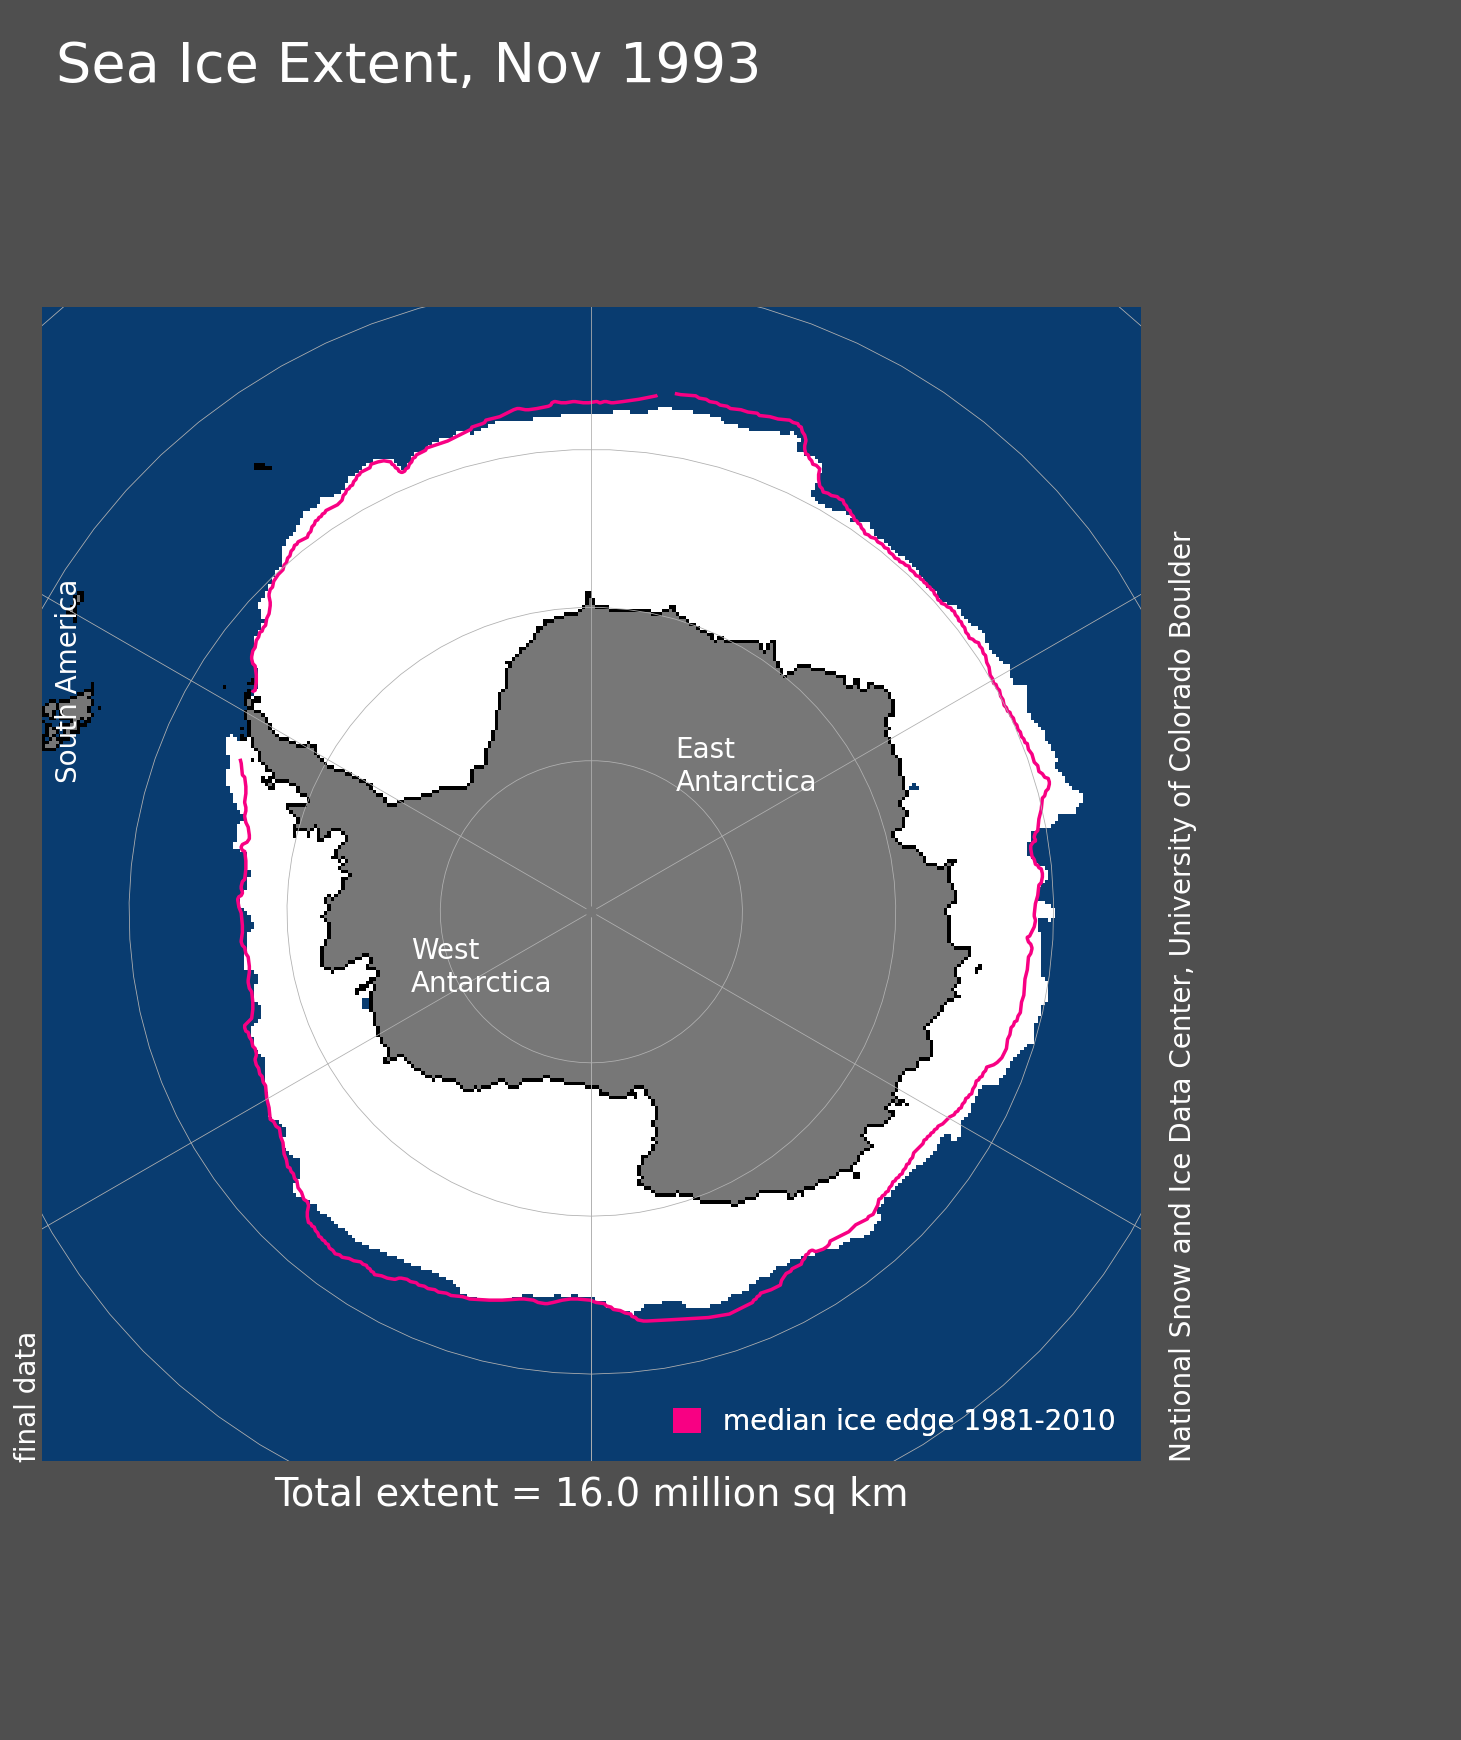 Sea Ice Extent, Nov 1993
South America
East
Antarctica
West
Antarctica
National Snow and Ice Data Center, University of Colorado Boulder
final data
median ice edge 1981-2010
Total extent = 16.0 million sq km